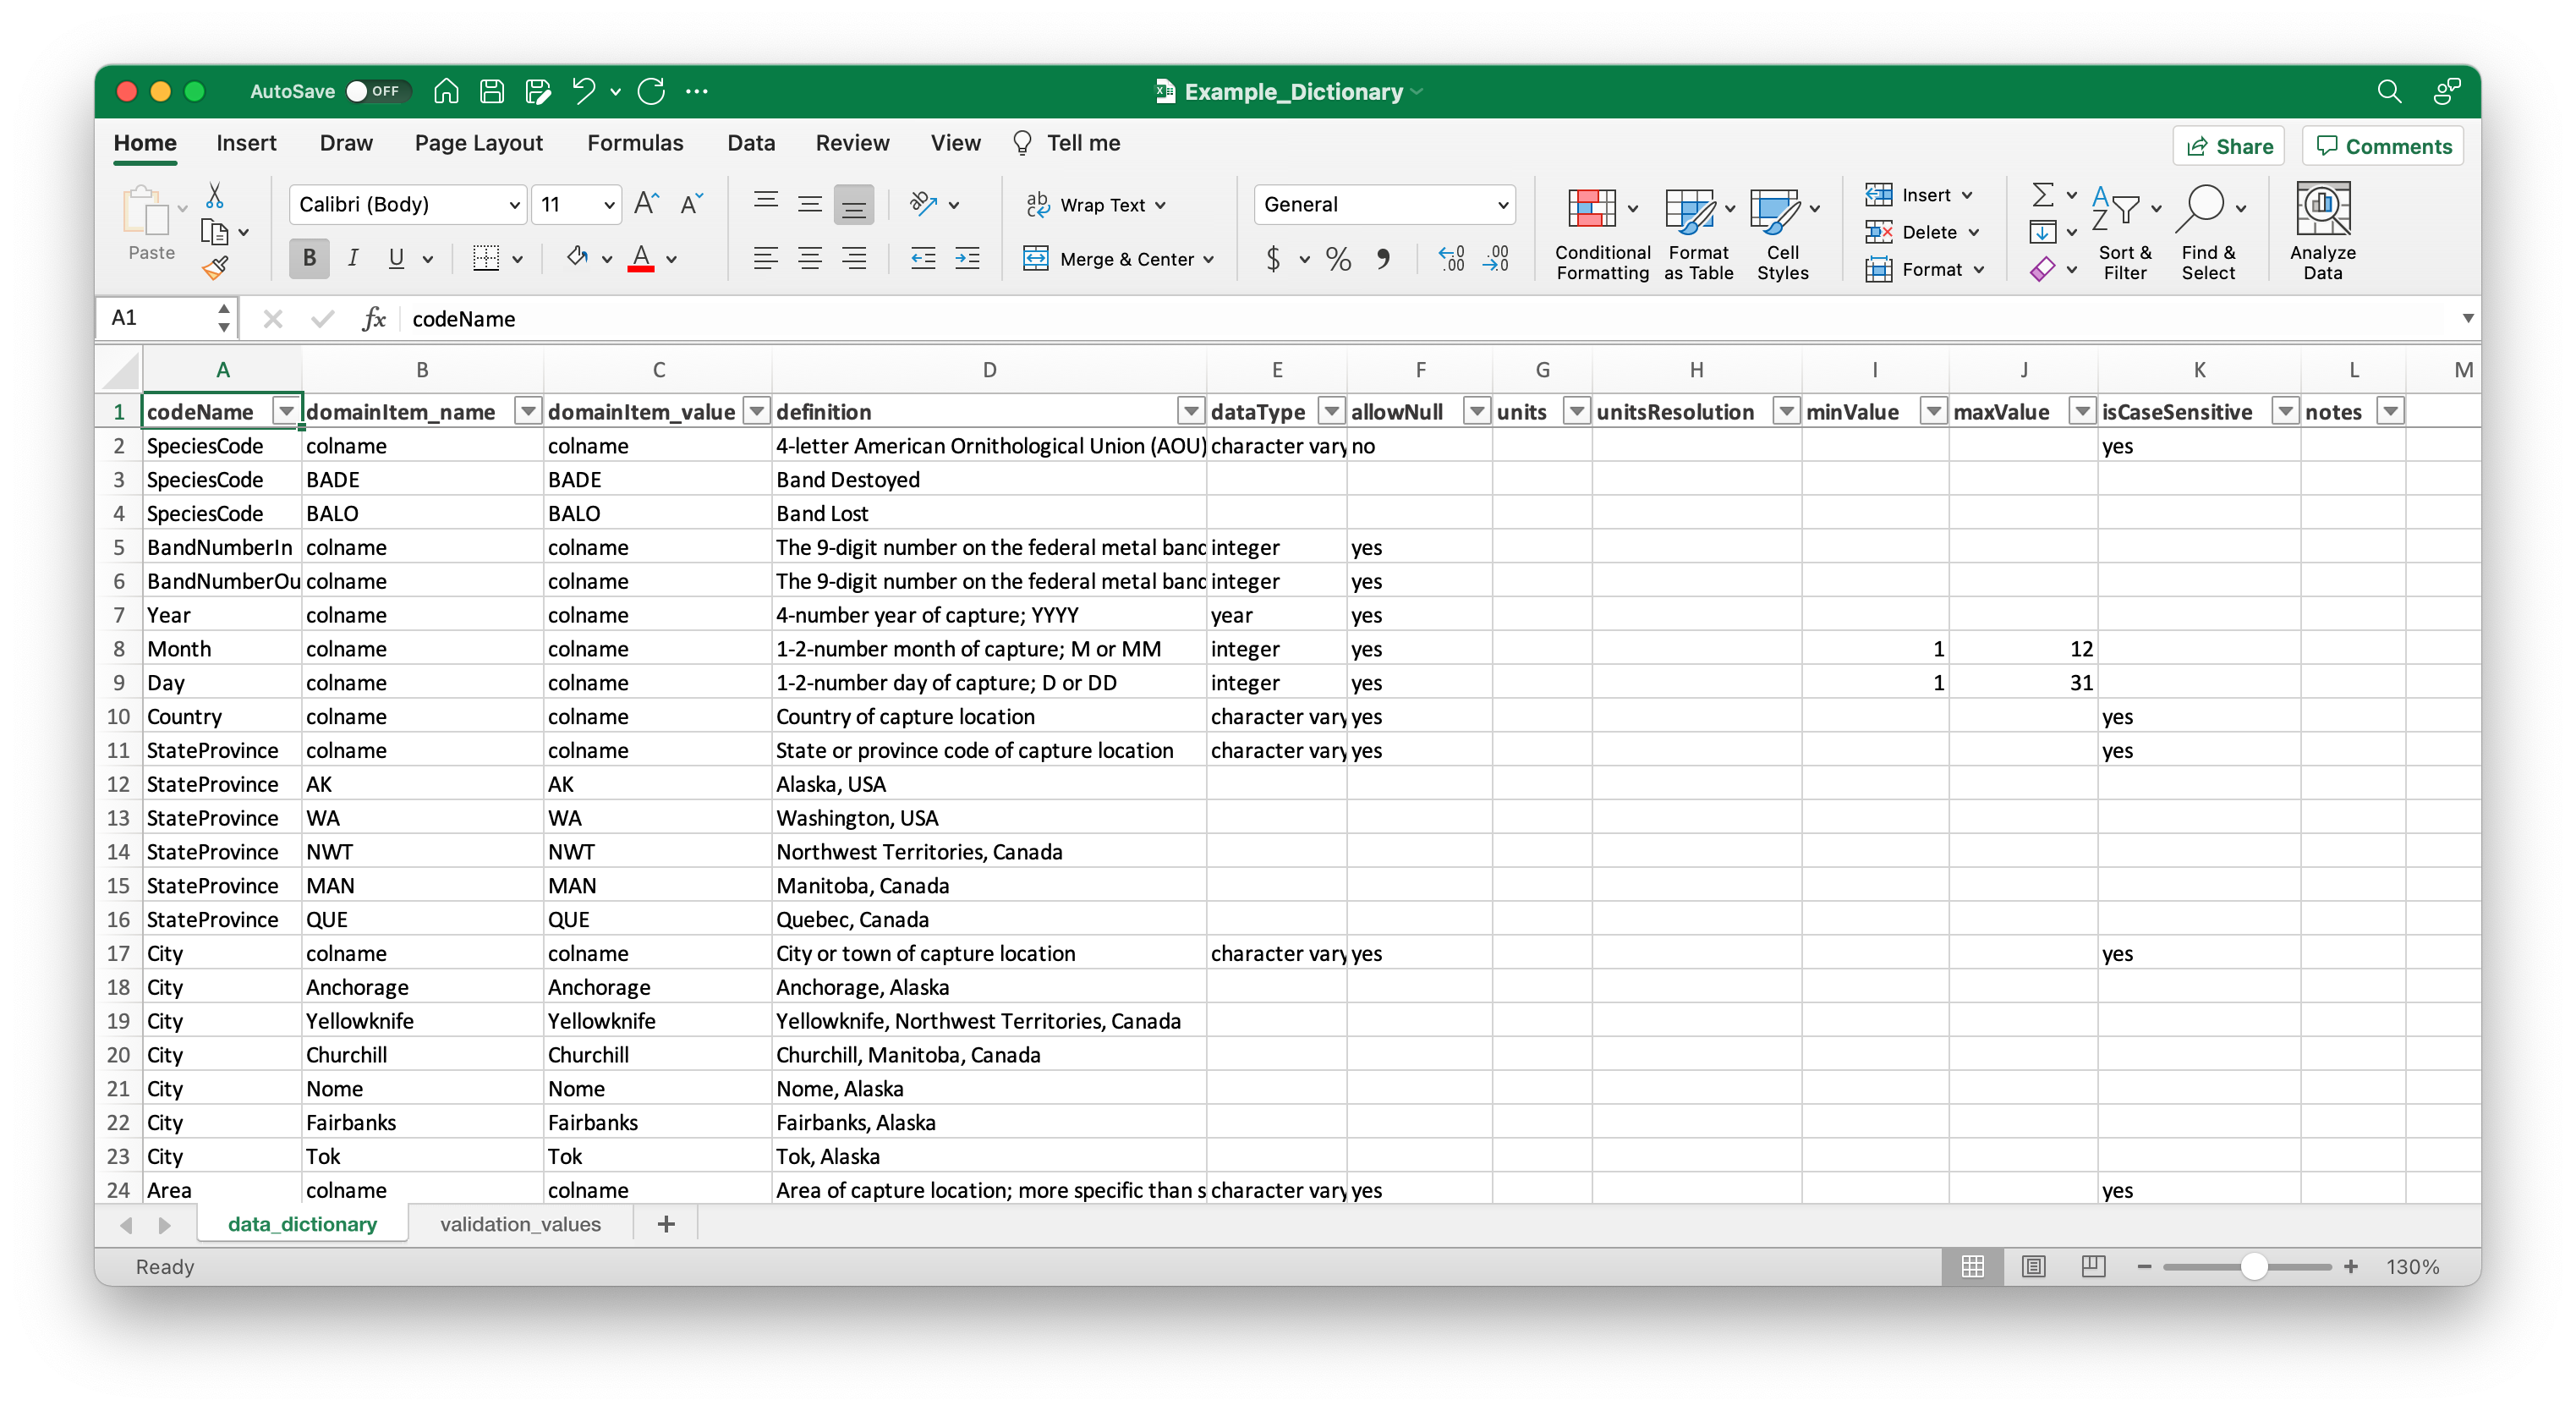 AutoSave OFF Example_Dictionary
Home Insert Draw Page Layout Formulas Data Review View Tell me Share Comments
Paste Calibri (Body) 11 Wrap Text General Insert
B I U Merge & Center $ % Conditional Formatting Format as Table Cell Styles Delete Format Sort & Filter Find & Select Analyze Data
A1 fx codeName
A B C D E F G H I J K L M
1 codeName domainItem_name domainItem_value definition dataType allowNull units unitsResolution minValue maxValue isCaseSensitive notes
2 SpeciesCode colname colname 4-letter American Ornithological Union (AOU) character vary no yes
3 SpeciesCode BADE BADE Band Destoyed
4 SpeciesCode BALO BALO Band Lost
5 BandNumberIn colname colname The 9-digit number on the federal metal band integer yes
6 BandNumberOu colname colname The 9-digit number on the federal metal band integer yes
7 Year colname colname 4-number year of capture; YYYY year yes
8 Month colname colname 1-2-number month of capture; M or MM integer yes 1 12
9 Day colname colname 1-2-number day of capture; D or DD integer yes 1 31
10 Country colname colname Country of capture location character vary yes yes
11 StateProvince colname colname State or province code of capture location character vary yes yes
12 StateProvince AK AK Alaska, USA
13 StateProvince WA WA Washington, USA
14 StateProvince NWT NWT Northwest Territories, Canada
15 StateProvince MAN MAN Manitoba, Canada
16 StateProvince QUE QUE Quebec, Canada
17 City colname colname City or town of capture location character vary yes yes
18 City Anchorage Anchorage Anchorage, Alaska
19 City Yellowknife Yellowknife Yellowknife, Northwest Territories, Canada
20 City Churchill Churchill Churchill, Manitoba, Canada
21 City Nome Nome Nome, Alaska
22 City Fairbanks Fairbanks Fairbanks, Alaska
23 City Tok Tok Tok, Alaska
24 Area colname colname Area of capture location; more specific than s character vary yes yes
data_dictionary validation_values +
Ready 130%